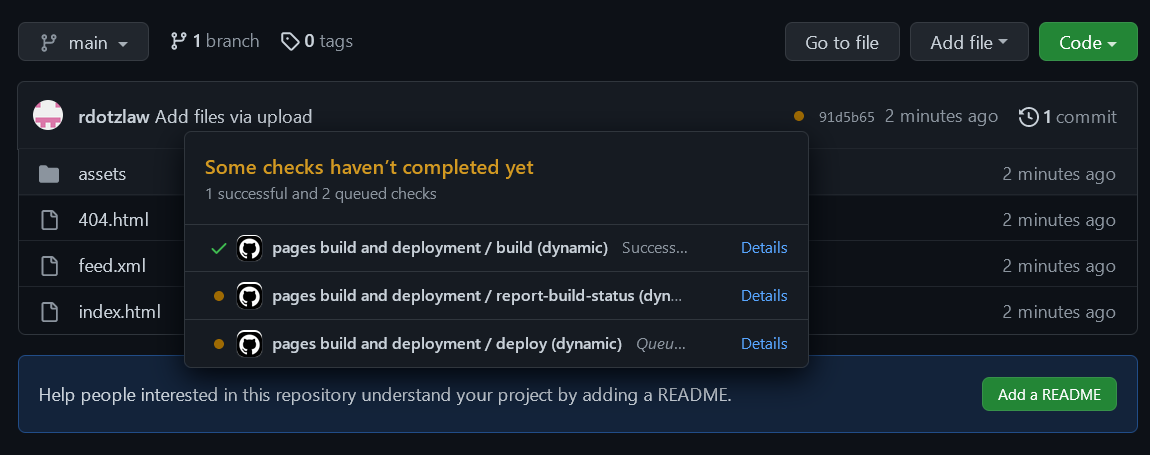 main
1 branch
0 tags
Go to file
Add file
Code
rdotzlaw Add files via upload
91d5b65 2 minutes ago
1 commit
Some checks haven’t completed yet
1 successful and 2 queued checks
pages build and deployment / build (dynamic) Success... Details
pages build and deployment / report-build-status (dyn... Details
pages build and deployment / deploy (dynamic) Queu... Details
assets 2 minutes ago
404.html 2 minutes ago
feed.xml 2 minutes ago
index.html 2 minutes ago
Help people interested in this repository understand your project by adding a README.
Add a README